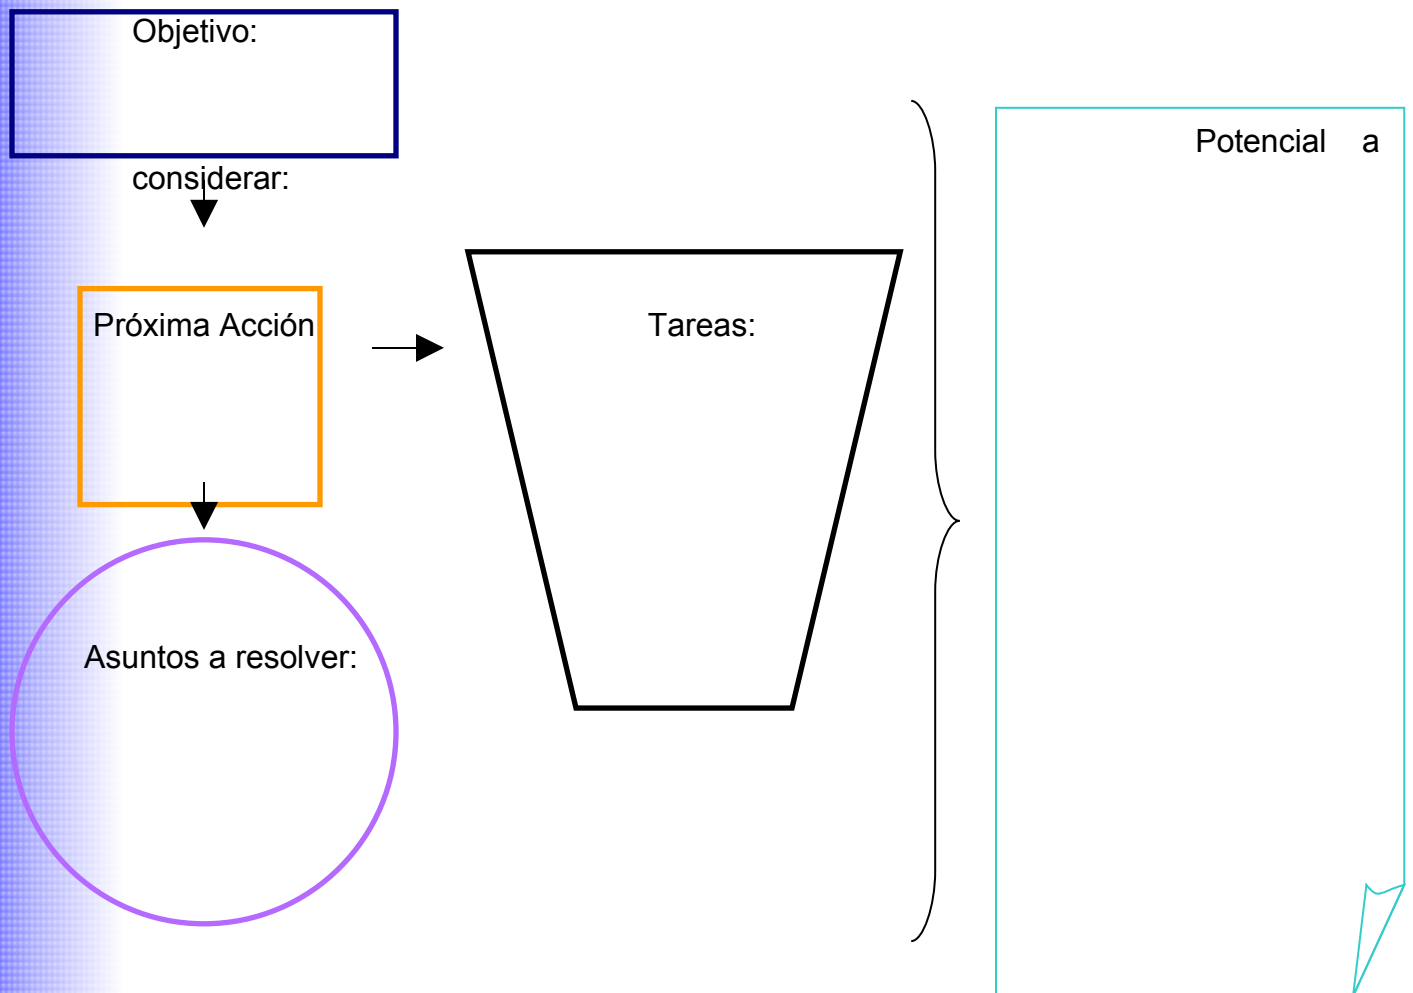 Objetivo:
Potencial a
considerar:
Próxima Acción
Tareas:
Asuntos a resolver: